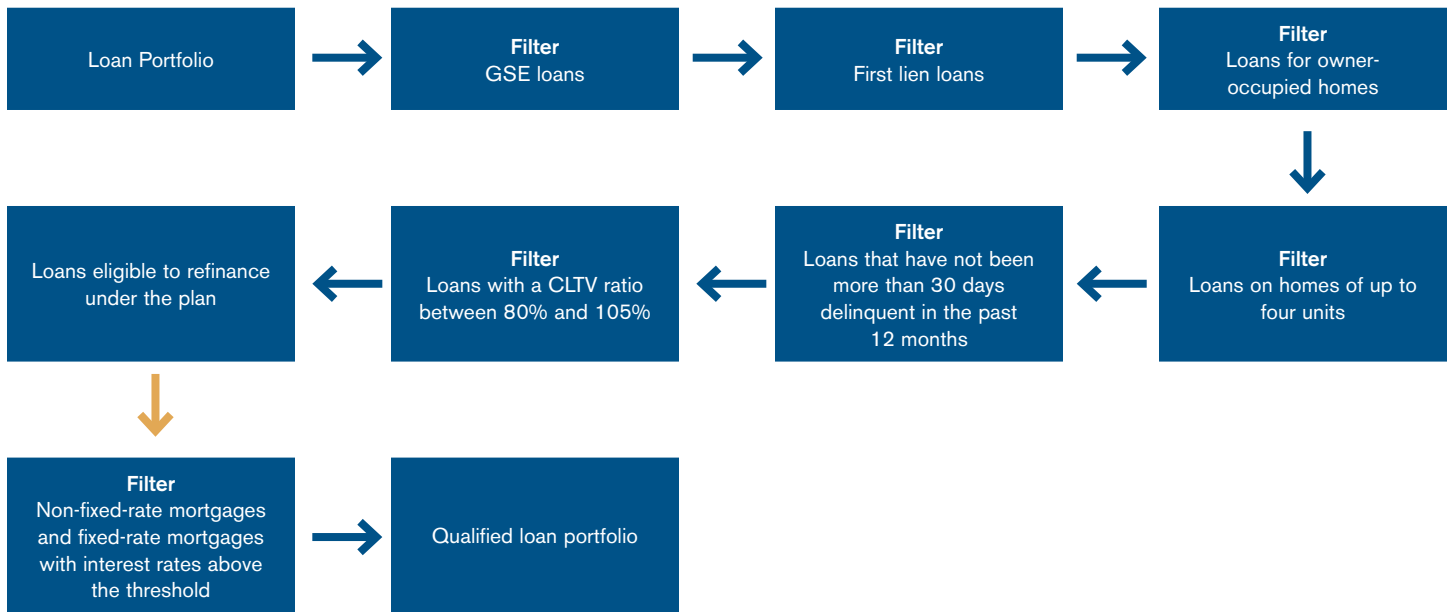 Loan Portfolio
Filter
GSE loans
Filter
First lien loans
Filter
Loans for owner-
occupied homes
Filter
Loans on homes of up to
four units
Filter
Loans that have not been
more than 30 days
delinquent in the past
12 months
Filter
Loans with a CLTV ratio
between 80% and 105%
Loans eligible to refinance
under the plan
Filter
Non-fixed-rate mortgages
and fixed-rate mortgages
with interest rates above
the threshold
Qualified loan portfolio